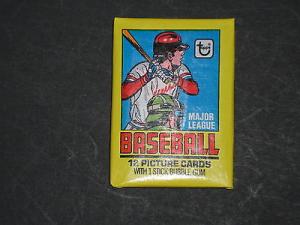 MAJOR
LEAGUE
BASEBALL
12 PICTURE CARDS
WITH 1 STICK BUBBLE GUM